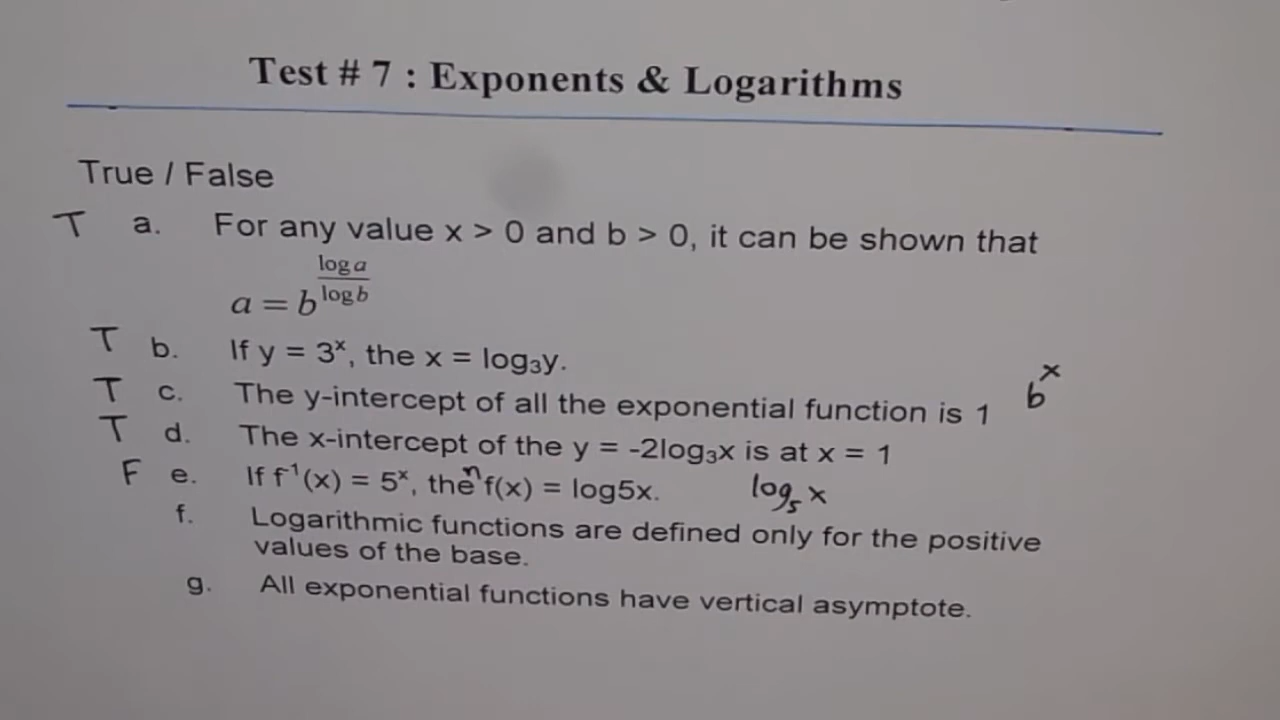 Test # 7 : Exponents & Logarithms
True / False
T a. For any value x > 0 and b > 0, it can be shown that
a = b^(log a / log b)
T b. If y = 3ˣ, the x = log₃y.
T c. The y-intercept of all the exponential function is 1 bˣ
T d. The x-intercept of the y = -2log₃x is at x = 1
F e. If f¹(x) = 5ˣ, then f(x) = log5x. log₅ x
f. Logarithmic functions are defined only for the positive
values of the base.
g. All exponential functions have vertical asymptote.